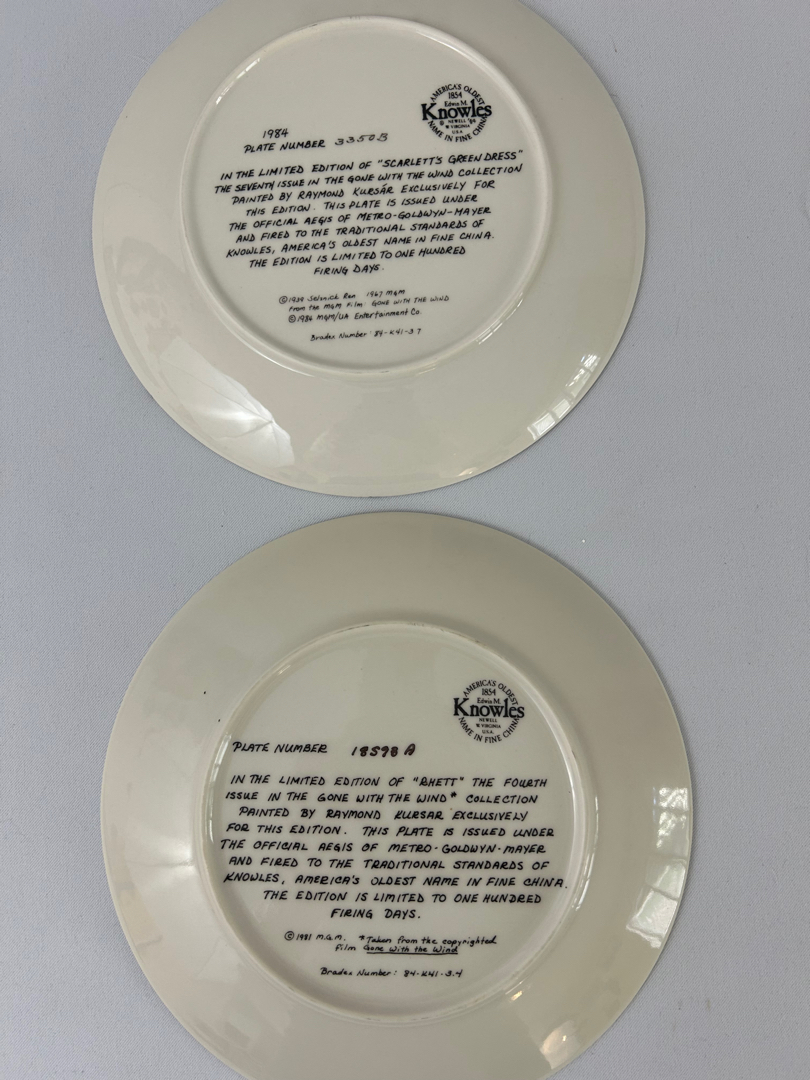 AMERICA'S OLDEST
1854
Edwin M.
Knowles
® NEWELL '84
W. VIRGINIA
U.S.A.
NAME IN FINE CHINA
1984
PLATE NUMBER 3350B
IN THE LIMITED EDITION OF "SCARLETT'S GREEN DRESS"
THE SEVENTH ISSUE IN THE GONE WITH THE WIND COLLECTION
PAINTED BY RAYMOND KURSÁR EXCLUSIVELY FOR
THIS EDITION. THIS PLATE IS ISSUED UNDER
THE OFFICIAL AEGIS OF METRO-GOLDWYN-MAYER
AND FIRED TO THE TRADITIONAL STANDARDS OF
KNOWLES, AMERICA'S OLDEST NAME IN FINE CHINA.
THE EDITION IS LIMITED TO ONE HUNDRED
FIRING DAYS.
©1939 Selznick Ren 1967 MGM
From the MGM Film: GONE WITH THE WIND
©1984 MGM/UA Entertainment Co.
Bradex Number: 84-K41-3.7
AMERICA'S OLDEST
1854
Edwin M.
Knowles
NEWELL
W. VIRGINIA
U.S.A.
NAME IN FINE CHINA
PLATE NUMBER 18598 A
IN THE LIMITED EDITION OF "RHETT" THE FOURTH
ISSUE IN THE GONE WITH THE WIND* COLLECTION
PAINTED BY RAYMOND KURSAR EXCLUSIVELY
FOR THIS EDITION. THIS PLATE IS ISSUED UNDER
THE OFFICIAL AEGIS OF METRO-GOLDWYN-MAYER
AND FIRED TO THE TRADITIONAL STANDARDS OF
KNOWLES, AMERICA'S OLDEST NAME IN FINE CHINA.
THE EDITION IS LIMITED TO ONE HUNDRED
FIRING DAYS.
©1981 M.G.M. *Taken from the copyrighted
film Gone With the Wind
Bradex Number: 84-K41-3.4